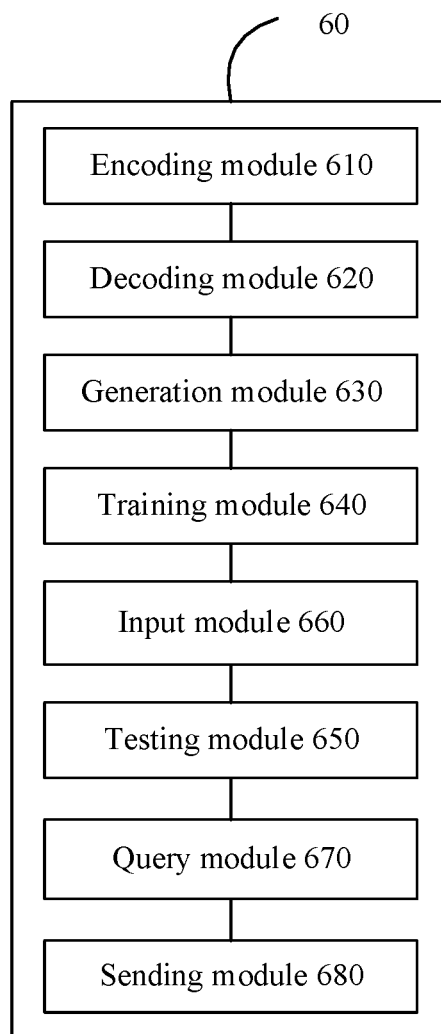 60
Encoding module 610
Decoding module 620
Generation module 630
Training module 640
Input module 660
Testing module 650
Query module 670
Sending module 680